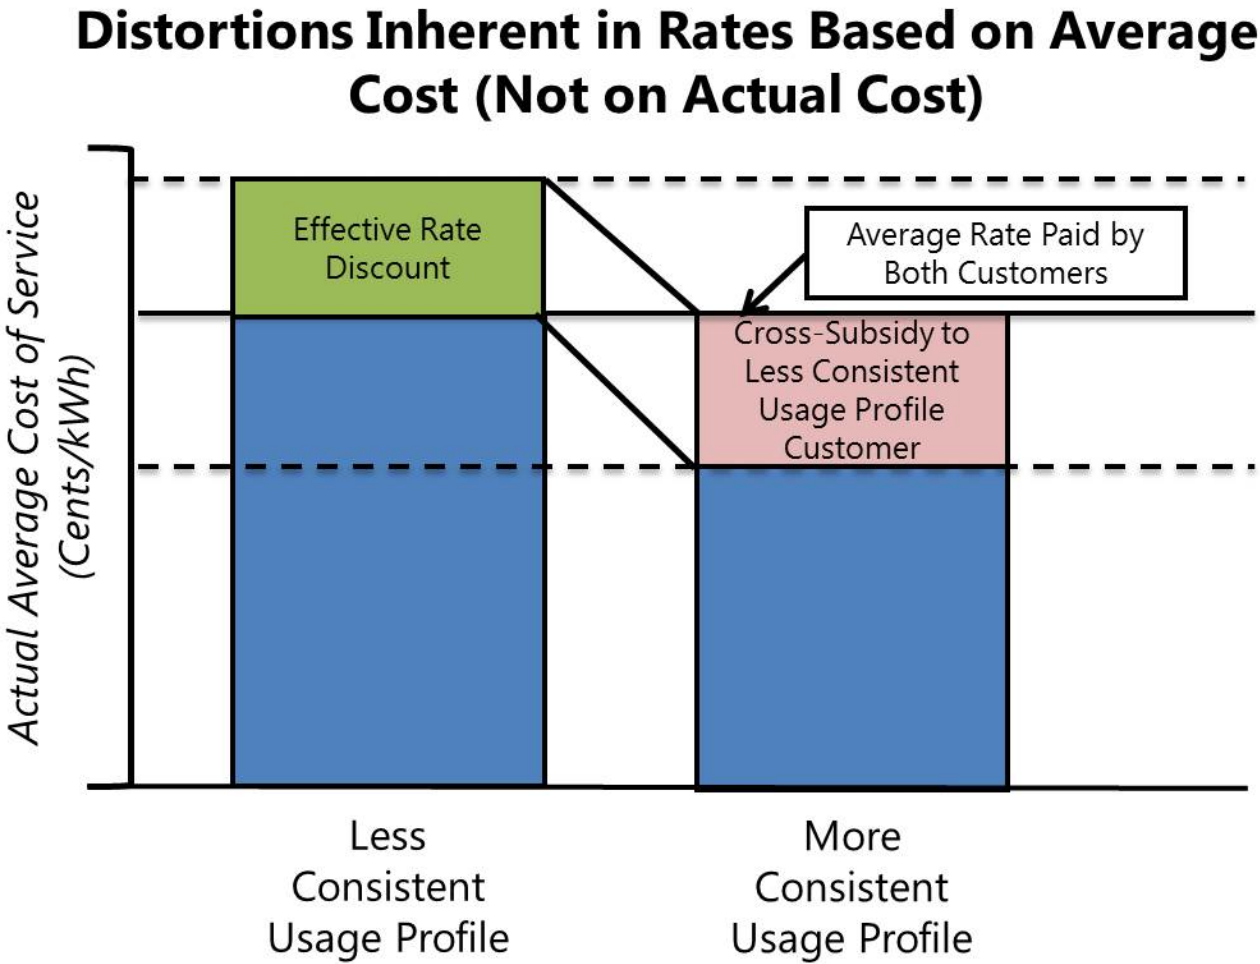 Distortions Inherent in Rates Based on Average
Cost (Not on Actual Cost)
Actual Average Cost of Service
(Cents/kWh)
Effective Rate
Discount
Average Rate Paid by
Both Customers
Cross-Subsidy to
Less Consistent
Usage Profile
Customer
Less
Consistent
Usage Profile
More
Consistent
Usage Profile